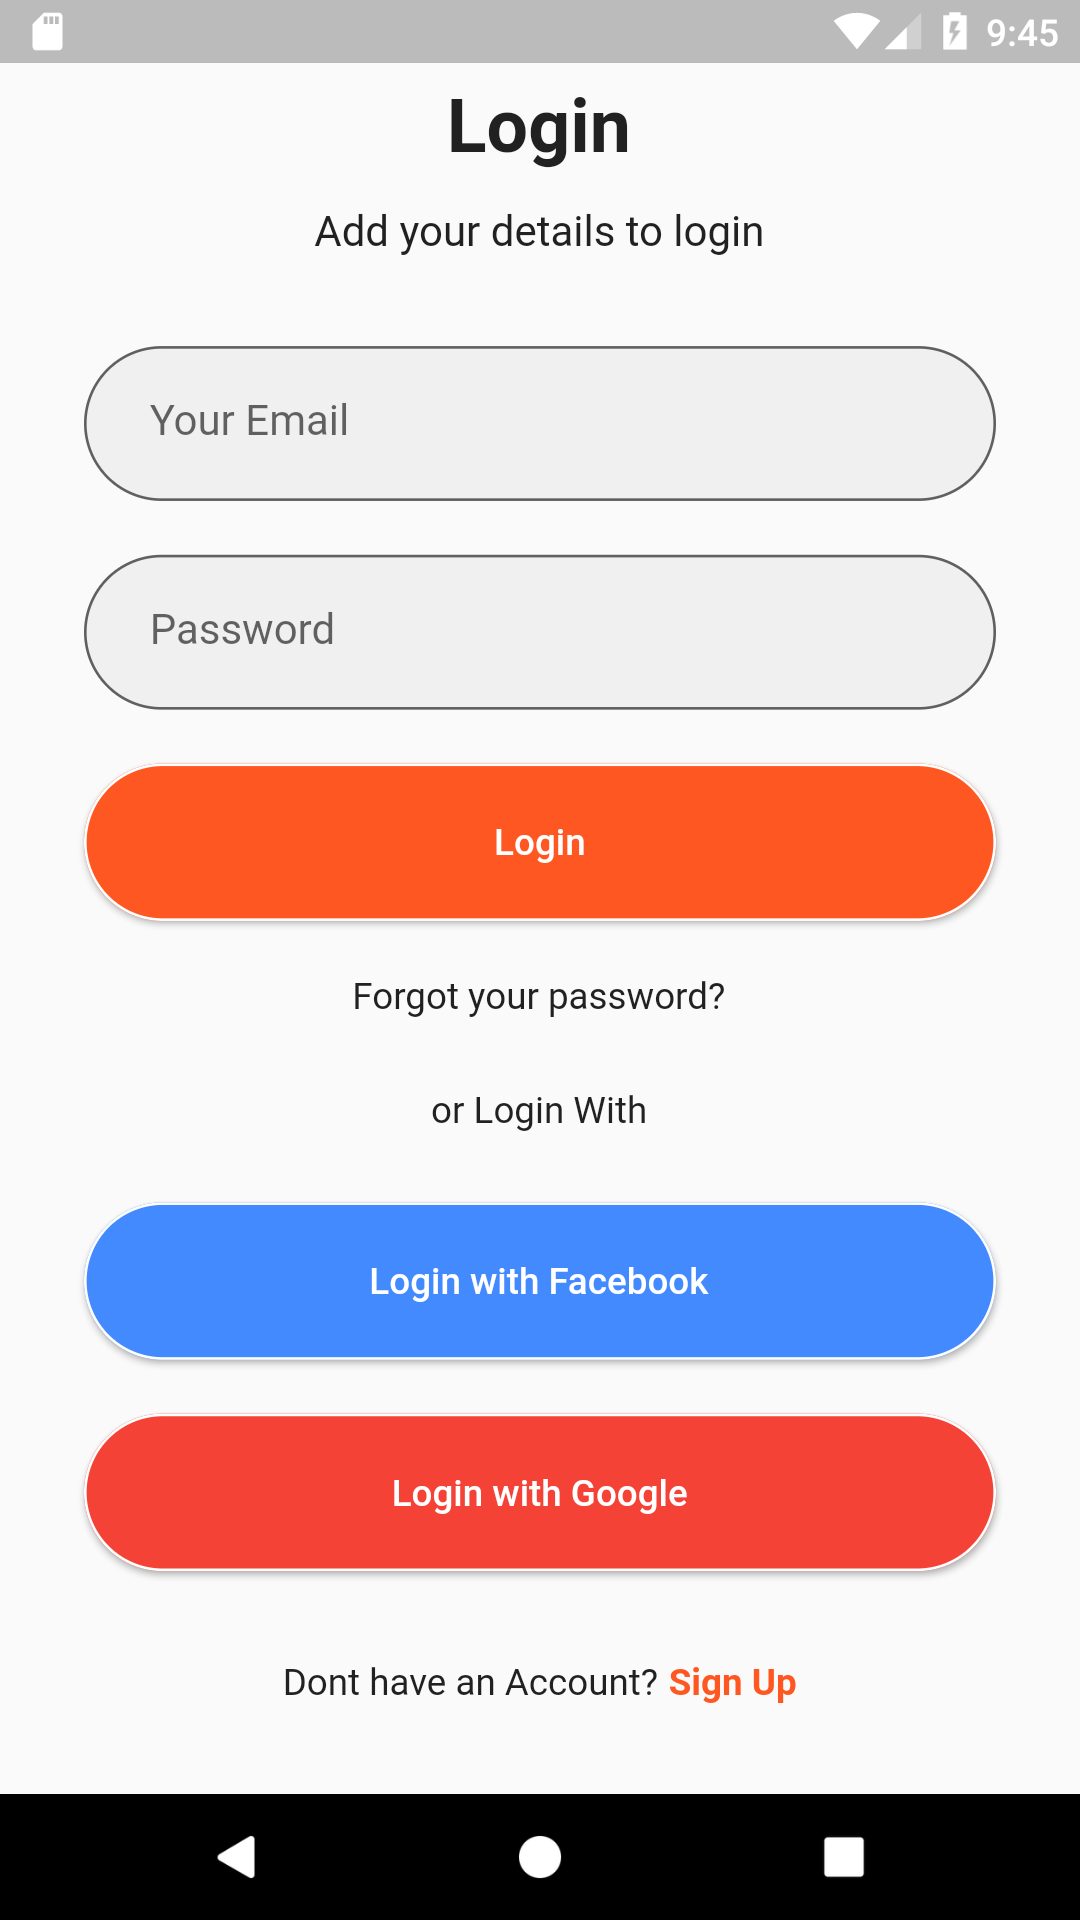 9:45
Login
Add your details to login
Your Email
Password
Login
Forgot your password?
or Login With
Login with Facebook
Login with Google
Dont have an Account? Sign Up